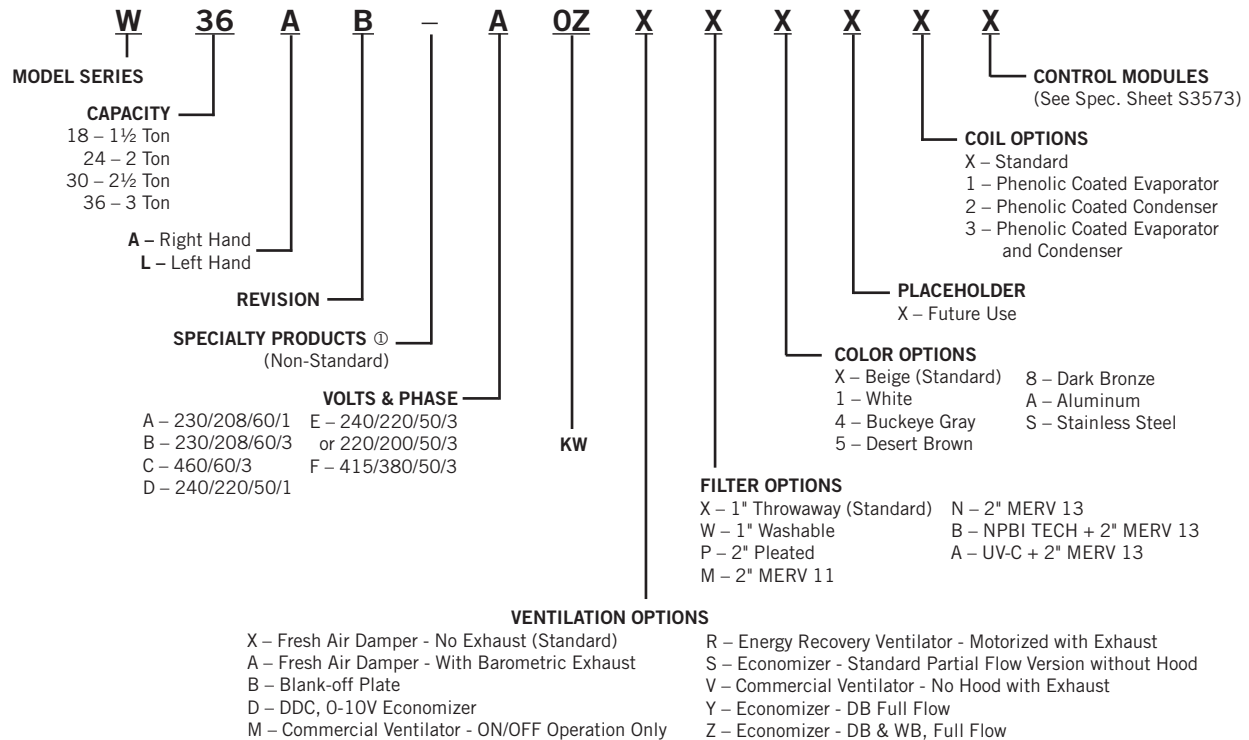 W 36 A B – A 0Z X X X X X X
MODEL SERIES
CAPACITY
18 – 1½ Ton
24 – 2 Ton
30 – 2½ Ton
36 – 3 Ton
A – Right Hand
L – Left Hand
REVISION
SPECIALTY PRODUCTS ①
(Non-Standard)
VOLTS & PHASE
A – 230/208/60/1
B – 230/208/60/3
C – 460/60/3
D – 240/220/50/1
E – 240/220/50/3
or 220/200/50/3
F – 415/380/50/3
KW
VENTILATION OPTIONS
X – Fresh Air Damper - No Exhaust (Standard)
A – Fresh Air Damper - With Barometric Exhaust
B – Blank-off Plate
D – DDC, 0-10V Economizer
M – Commercial Ventilator - ON/OFF Operation Only
R – Energy Recovery Ventilator - Motorized with Exhaust
S – Economizer - Standard Partial Flow Version without Hood
V – Commercial Ventilator - No Hood with Exhaust
Y – Economizer - DB Full Flow
Z – Economizer - DB & WB, Full Flow
FILTER OPTIONS
X – 1" Throwaway (Standard)
W – 1" Washable
P – 2" Pleated
M – 2" MERV 11
N – 2" MERV 13
B – NPBI TECH + 2" MERV 13
A – UV-C + 2" MERV 13
COLOR OPTIONS
X – Beige (Standard)
1 – White
4 – Buckeye Gray
5 – Desert Brown
8 – Dark Bronze
A – Aluminum
S – Stainless Steel
PLACEHOLDER
X – Future Use
COIL OPTIONS
X – Standard
1 – Phenolic Coated Evaporator
2 – Phenolic Coated Condenser
3 – Phenolic Coated Evaporator
and Condenser
CONTROL MODULES
(See Spec. Sheet S3573)